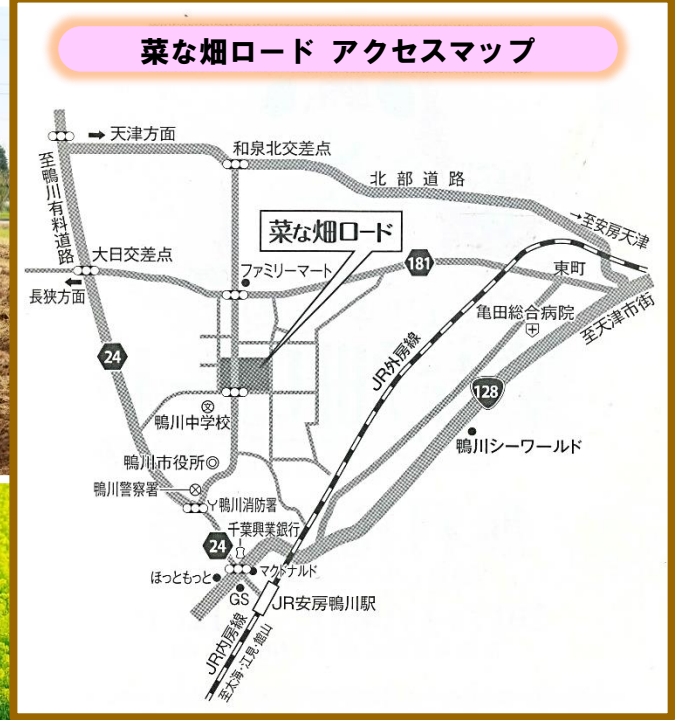 菜な畑ロード アクセスマップ
➡ 天津方面
和泉北交差点
至鴨川有料道路
北部道路
→至安房天津
菜な畑ロード
大日交差点
ファミリーマート
181
東町
長狭方面
亀田総合病院
至天津市街
24
JR外房線
128
鴨川中学校
鴨川シーワールド
鴨川市役所
鴨川警察署
鴨川消防署
千葉興業銀行
24
ほっともっと
マクドナルド
GS
JR安房鴨川駅
JR内房線
至太海・江見・館山